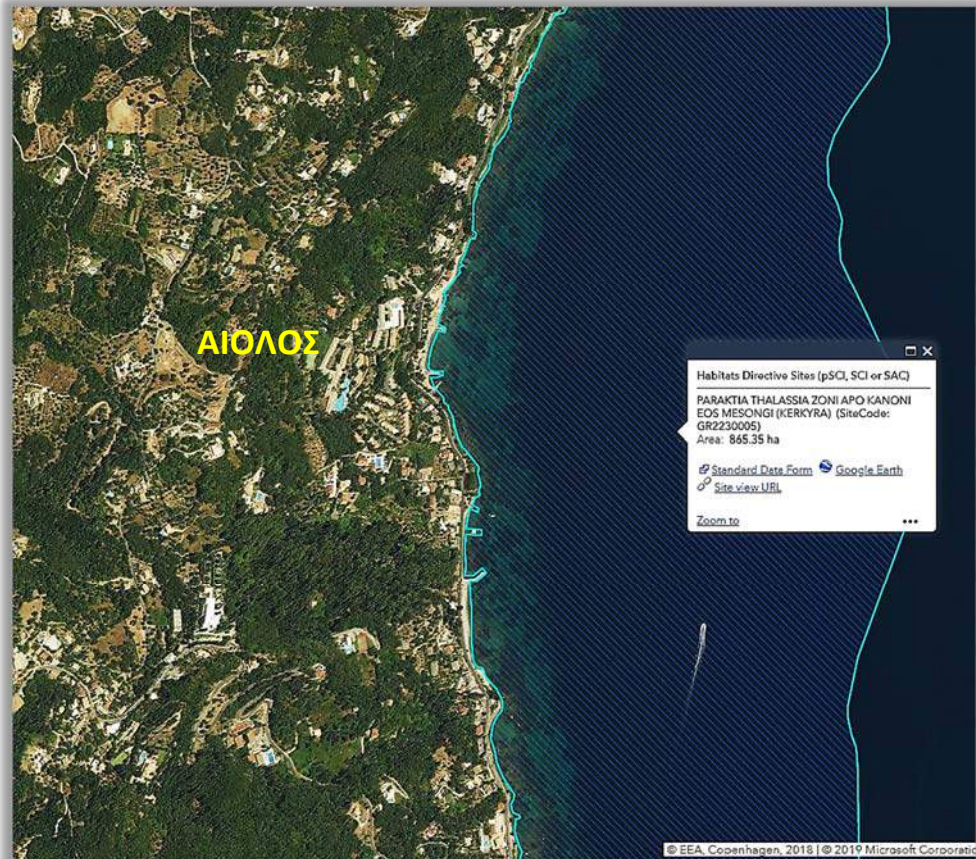 ΑΙΟΛΟΣ
Habitats Directive Sites (pSCI, SCI or SAC)
PARAKTIA THALASSIA ZONI APO KANONI
EOS MESONGI (KERKYRA) (SiteCode:
GR2230005)
Area: 865.35 ha
Standard Data Form Google Earth
Site view URL
Zoom to
© EEA, Copenhagen, 2018 | © 2019 Microsoft Corporatio